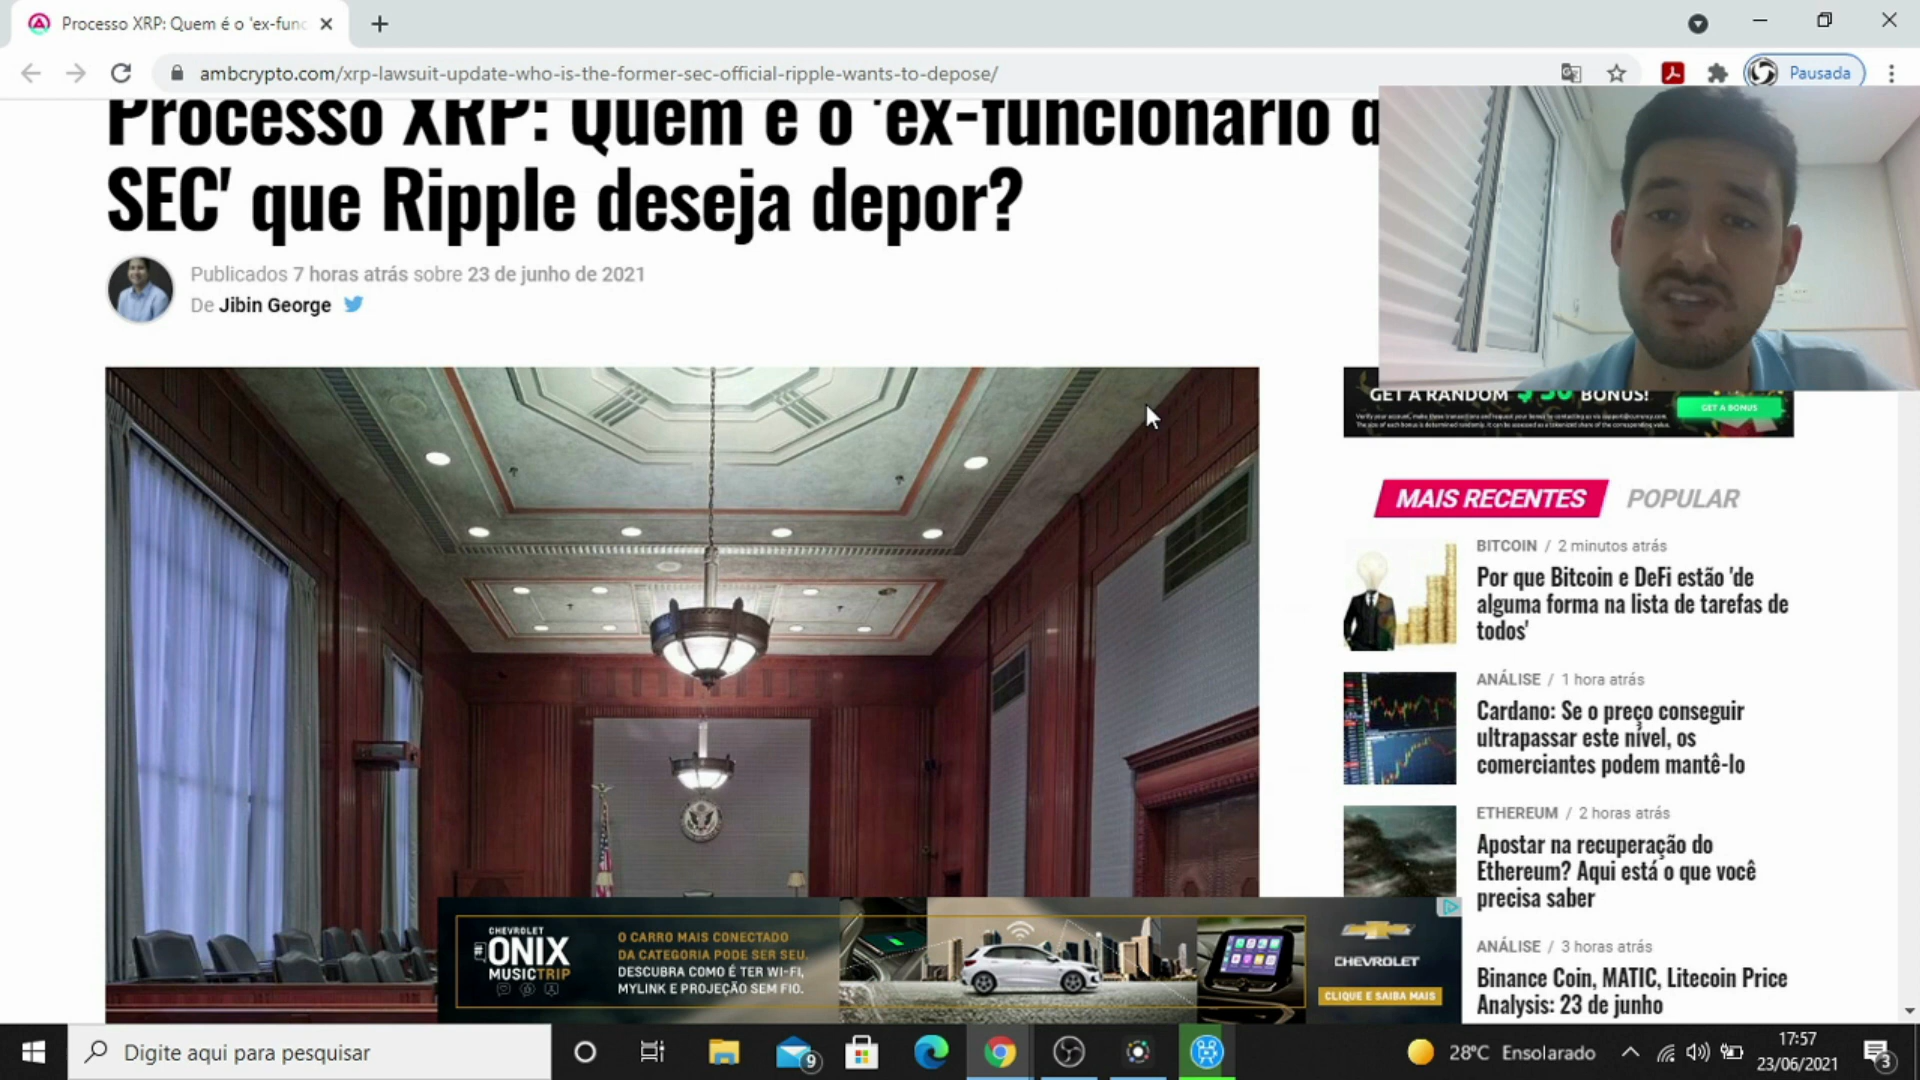 Processo XRP: Quem é o 'ex-func
ambcrypto.com/xrp-lawsuit-update-who-is-the-former-sec-official-ripple-wants-to-depose/
Pausada
Processo XRP: Quem é o 'ex-funcionário d
SEC' que Ripple deseja depor?
Publicados 7 horas atrás sobre 23 de junho de 2021
De Jibin George
GET A RANDOM $ 50 BONUS!
GET A BONUS
MAIS RECENTES
POPULAR
BITCOIN / 2 minutos atrás
Por que Bitcoin e DeFi estão 'de
alguma forma na lista de tarefas de
todos'
ANÁLISE / 1 hora atrás
Cardano: Se o preço conseguir
ultrapassar este nível, os
comerciantes podem mantê-lo
ETHEREUM / 2 horas atrás
Apostar na recuperação do
Ethereum? Aqui está o que você
precisa saber
ANÁLISE / 3 horas atrás
Binance Coin, MATIC, Litecoin Price
Analysis: 23 de junho
CHEVROLET
ONIX
MUSICTRIP
O CARRO MAIS CONECTADO
DA CATEGORIA PODE SER SEU.
DESCUBRA COMO É TER WI-FI,
MYLINK E PROJEÇÃO SEM FIO.
CHEVROLET
CLIQUE E SAIBA MAIS
Digite aqui para pesquisar
9
28°C Ensolarado
17:57
23/06/2021
3